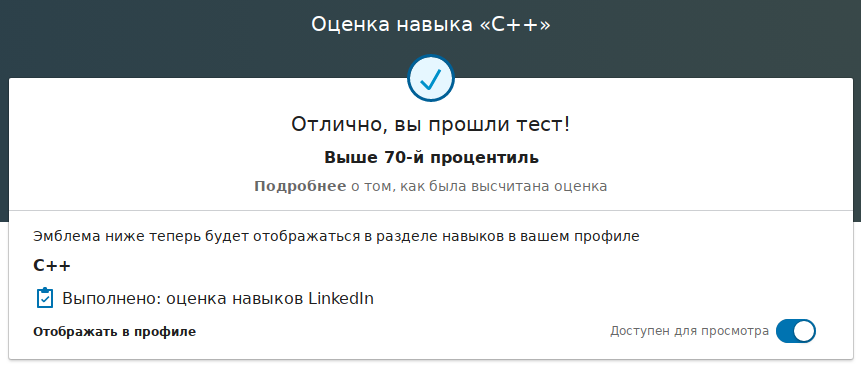 Оценка навыка «C++»
Отлично, вы прошли тест!
Выше 70-й процентиль
Подробнее о том, как была высчитана оценка
Эмблема ниже теперь будет отображаться в разделе навыков в вашем профиле
C++
Выполнено: оценка навыков LinkedIn
Отображать в профиле
Доступен для просмотра